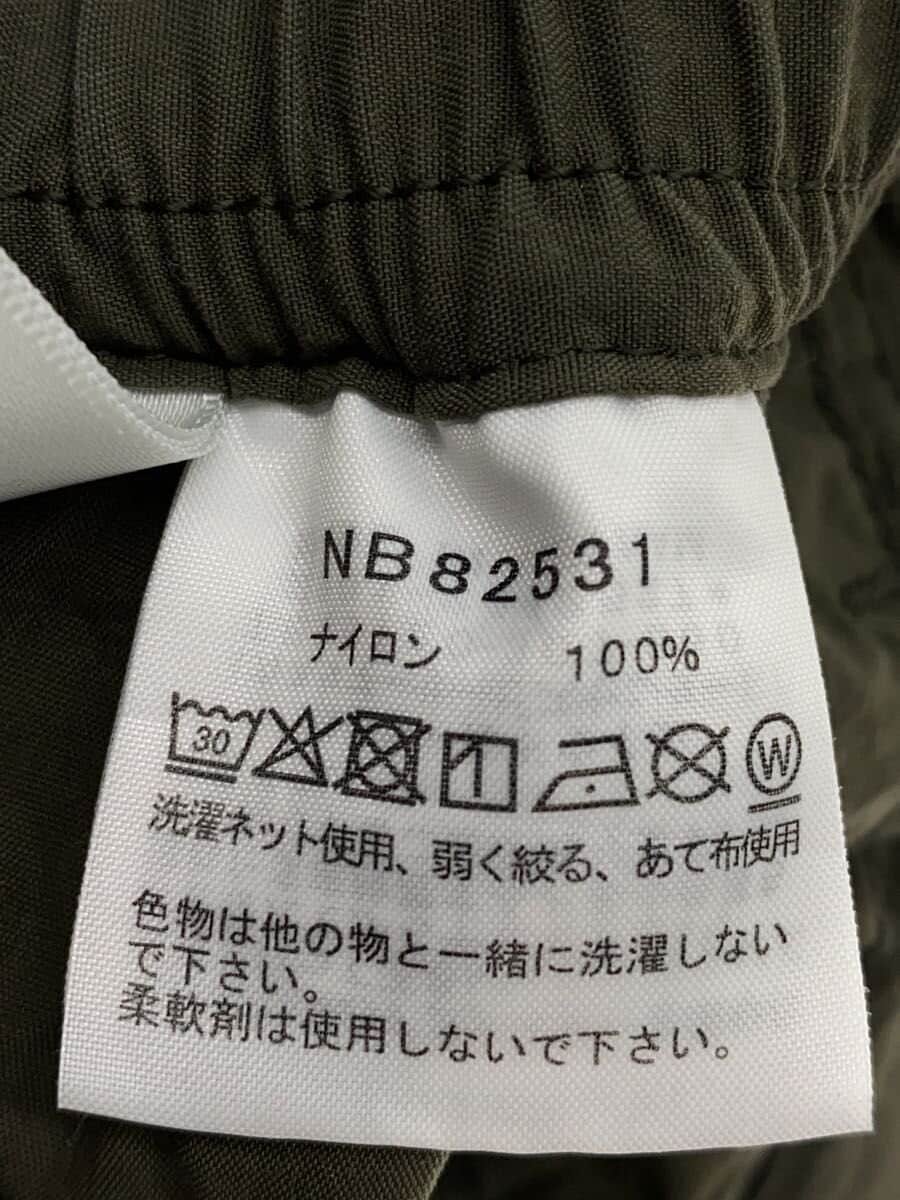 NB82531
ナイロン 100%
30 W
洗濯ネット使用、弱く絞る、あて布使用
色物は他の物と一緒に洗濯しない
で下さい。
柔軟剤は使用しないで下さい。